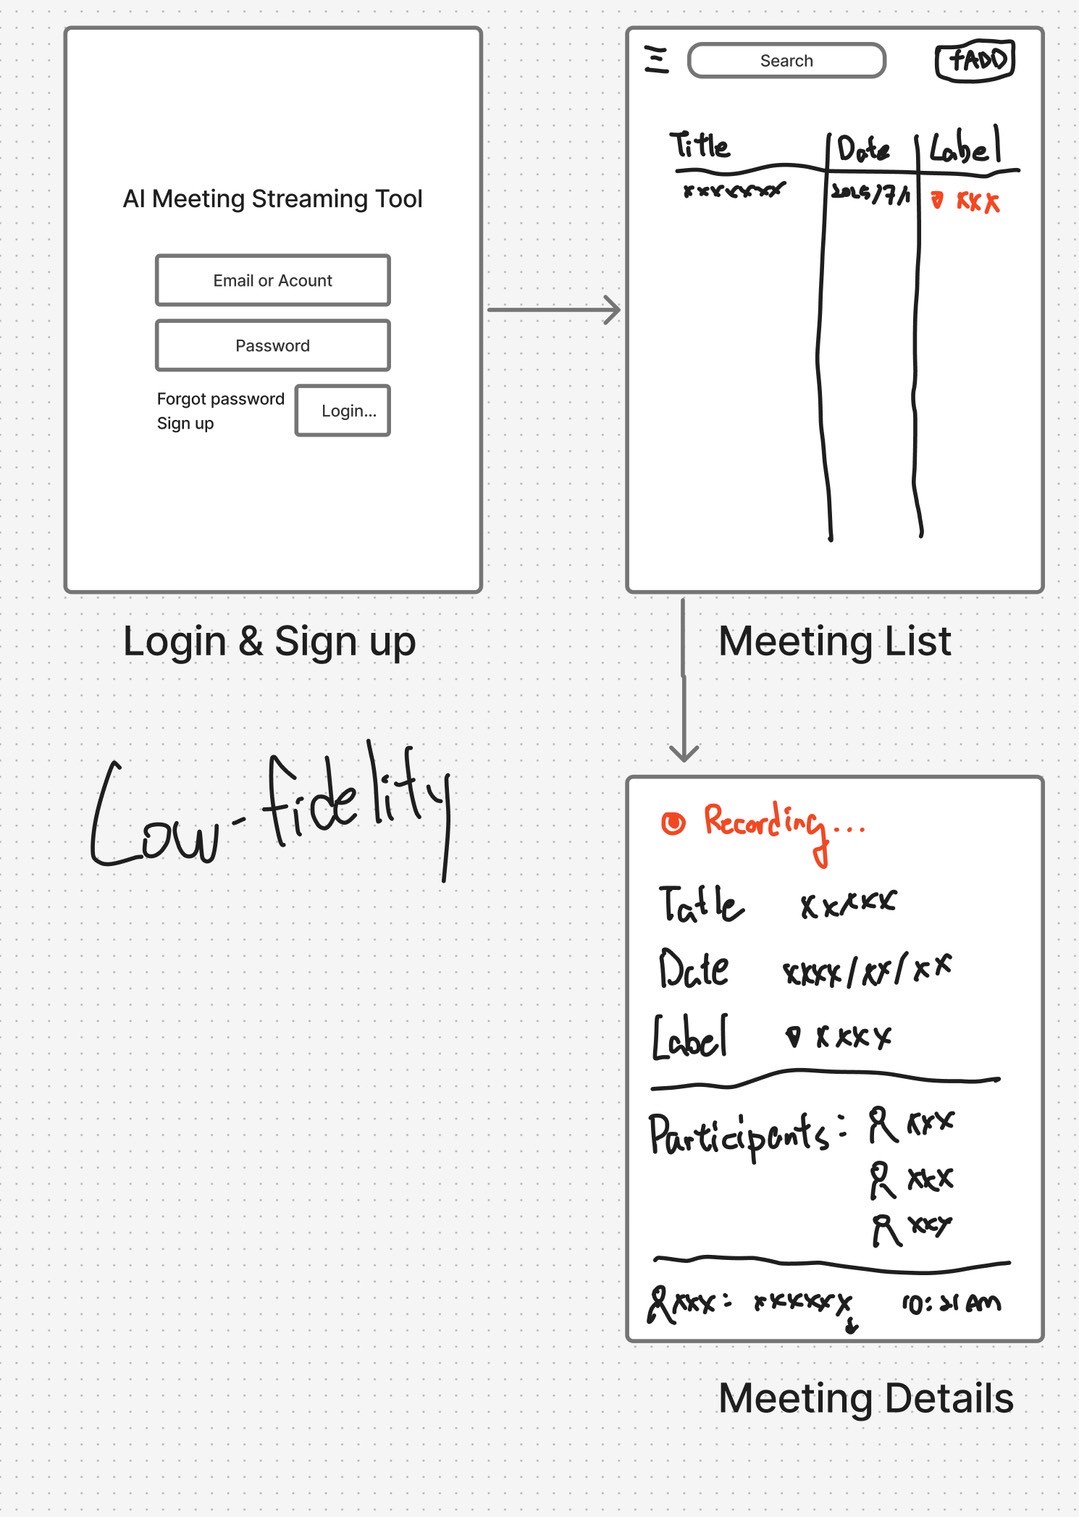 AI Meeting Streaming Tool
Email or Acount
Password
Forgot password
Sign up
Login...
Login & Sign up
Search
+ADD
Title Date Label
xxxxxxx 2025/7/1 xxx
Meeting List
Low-fidelity
Recording...
Tatle xxxxx
Date xxxx/xx/xx
Label xxxx
Participants: xxx
xxx
xxy
xxx: xxxxxx 10:21 AM
Meeting Details